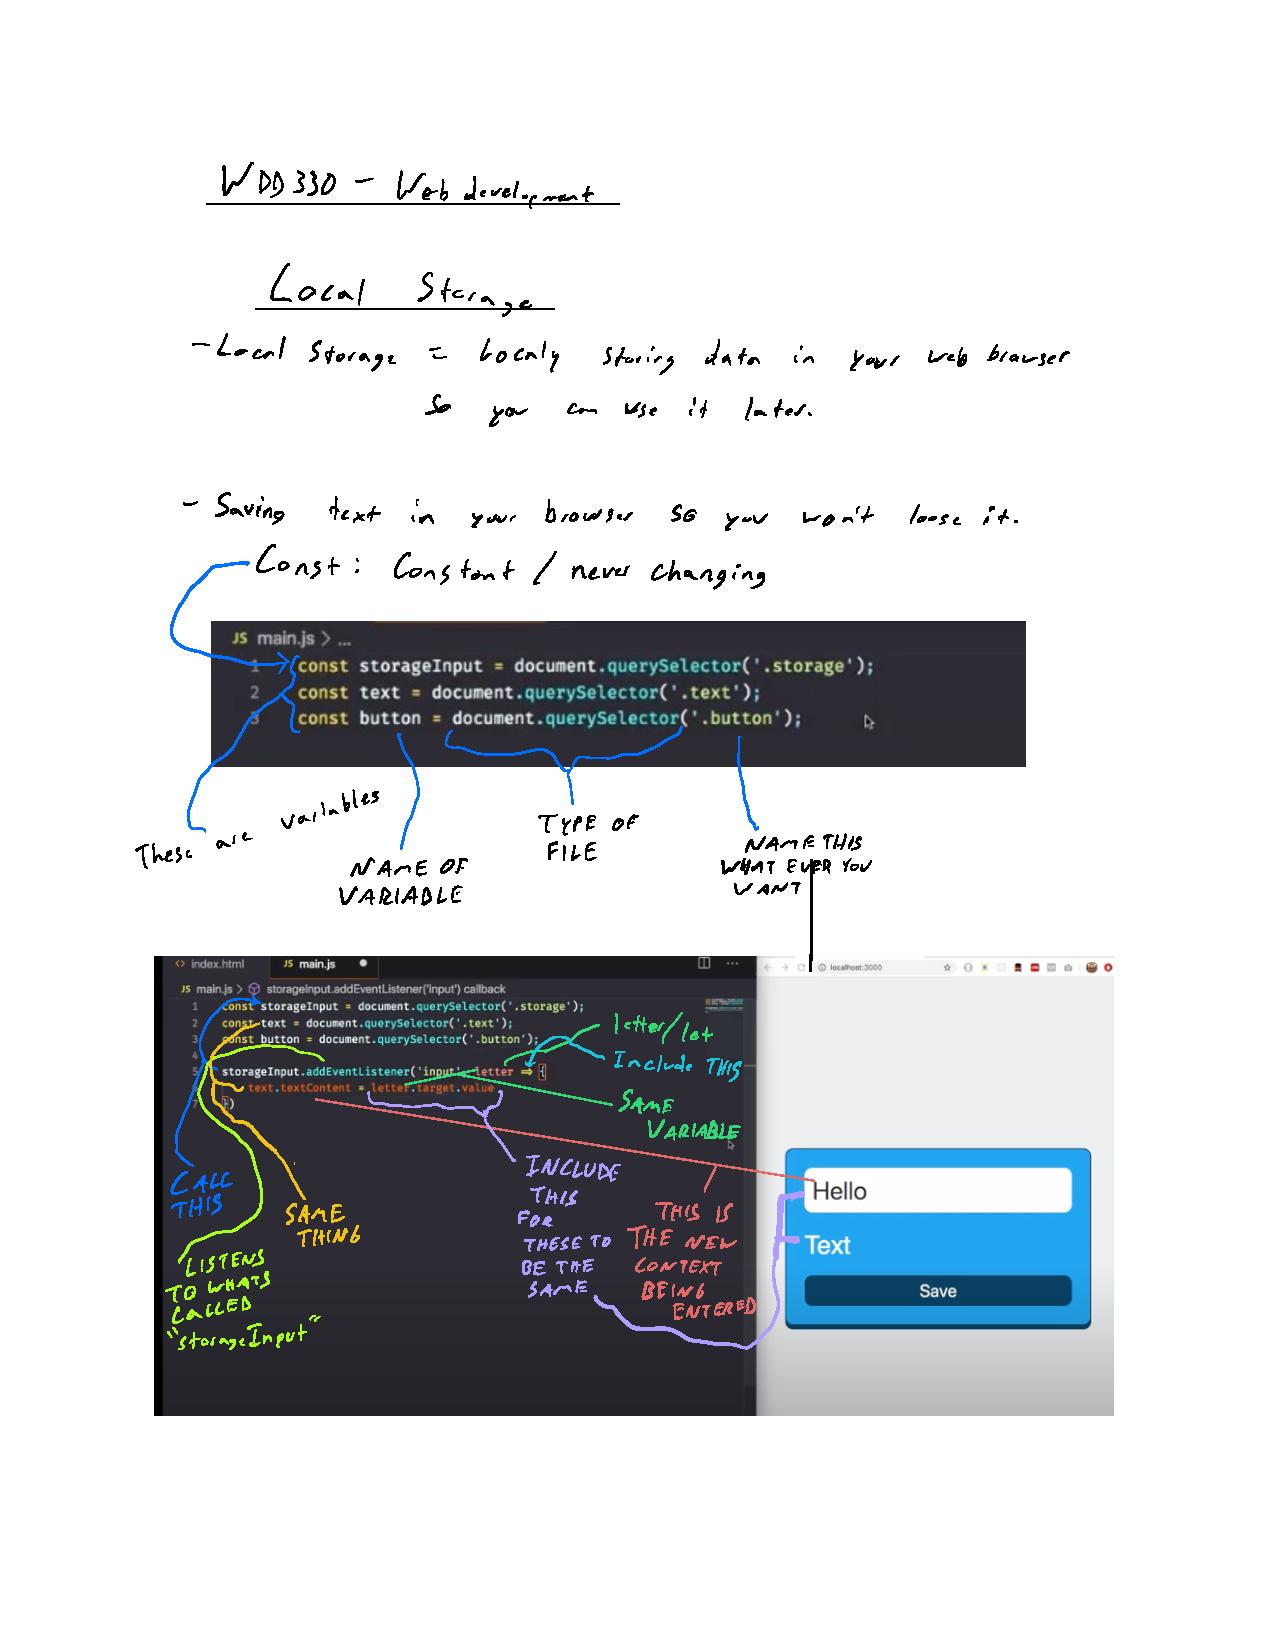 WDD330 - Web development
Local Storage
- Local Storage = Localy storing data in your web browser
so you can use it later.
- Saving text in your browser so you won't loose it.
Const: Constant / never changing
JS main.js > ...
1 const storageInput = document.querySelector('.storage');
2 const text = document.querySelector('.text');
3 const button = document.querySelector('.button');
These are variables
NAME OF
VARIABLE
TYPE OF
FILE
NAME THIS
WHAT EVER YOU
WANT
<> index.html JS main.js ● ...
localhost:3000
JS main.js > storageInput.addEventListener('input') callback
1 const storageInput = document.querySelector('.storage');
2 const text = document.querySelector('.text');
3 const button = document.querySelector('.button');
4
5 storageInput.addEventListener('input', letter => {
text.textContent = letter.target.value
7 })
letter/let
Include THIS
SAME
VARIABLE
CALL
THIS
SAME
THING
LISTENS
TO WHATS
CALLED
"storageInput"
INCLUDE
THIS
FOR
THESE TO
BE THE
SAME
THIS IS
THE NEW
CONTEXT
BEING
ENTERED
Hello
Text
Save